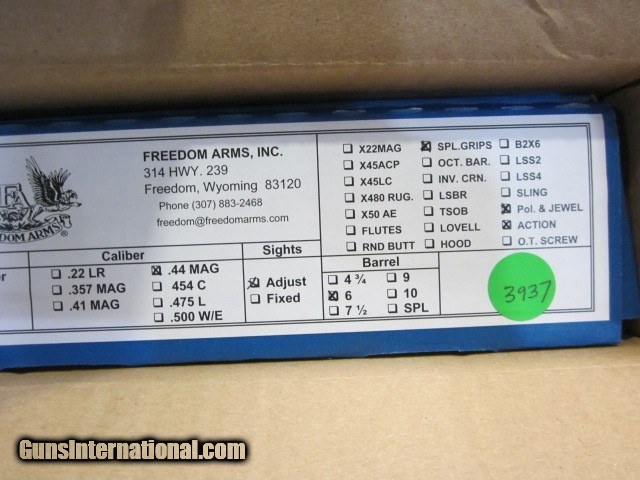 FREEDOM ARMS, INC.
314 HWY. 239
Freedom, Wyoming 83120
Phone (307) 883-2468
freedom@freedomarms.com
FA
EDOM ARMS
X22MAG
X45ACP
X45LC
X480 RUG.
X50 AE
FLUTES
RND BUTT
SPL.GRIPS
OCT. BAR.
INV. CRN.
LSBR
TSOB
LOVELL
HOOD
B2X6
LSS2
LSS4
SLING
Pol. & JEWEL
ACTION
O.T. SCREW
Caliber
.22 LR
.357 MAG
.41 MAG
.44 MAG
454 C
.475 L
.500 W/E
Sights
Adjust
Fixed
Barrel
4 ¾
6
7 ½
9
10
SPL
3937
GunsInternational.com